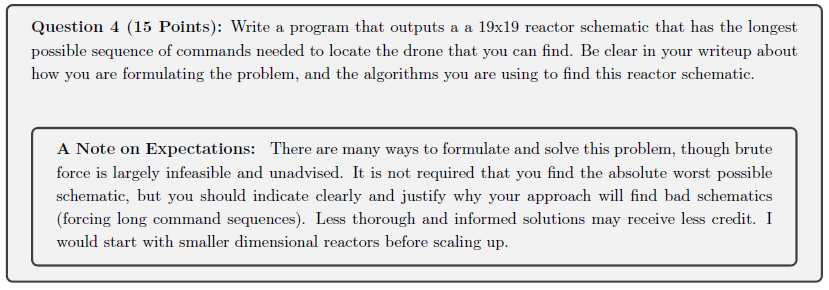 Question 4 (15 Points): Write a program that outputs a a 19x19 reactor schematic that has the longest
possible sequence of commands needed to locate the drone that you can find. Be clear in your writeup about
how you are formulating the problem, and the algorithms you are using to find this reactor schematic.
A Note on Expectations: There are many ways to formulate and solve this problem, though brute
force is largely infeasible and unadvised. It is not required that you find the absolute worst possible
schematic, but you should indicate clearly and justify why your approach will find bad schematics
(forcing long command sequences). Less thorough and informed solutions may receive less credit. I
would start with smaller dimensional reactors before scaling up.